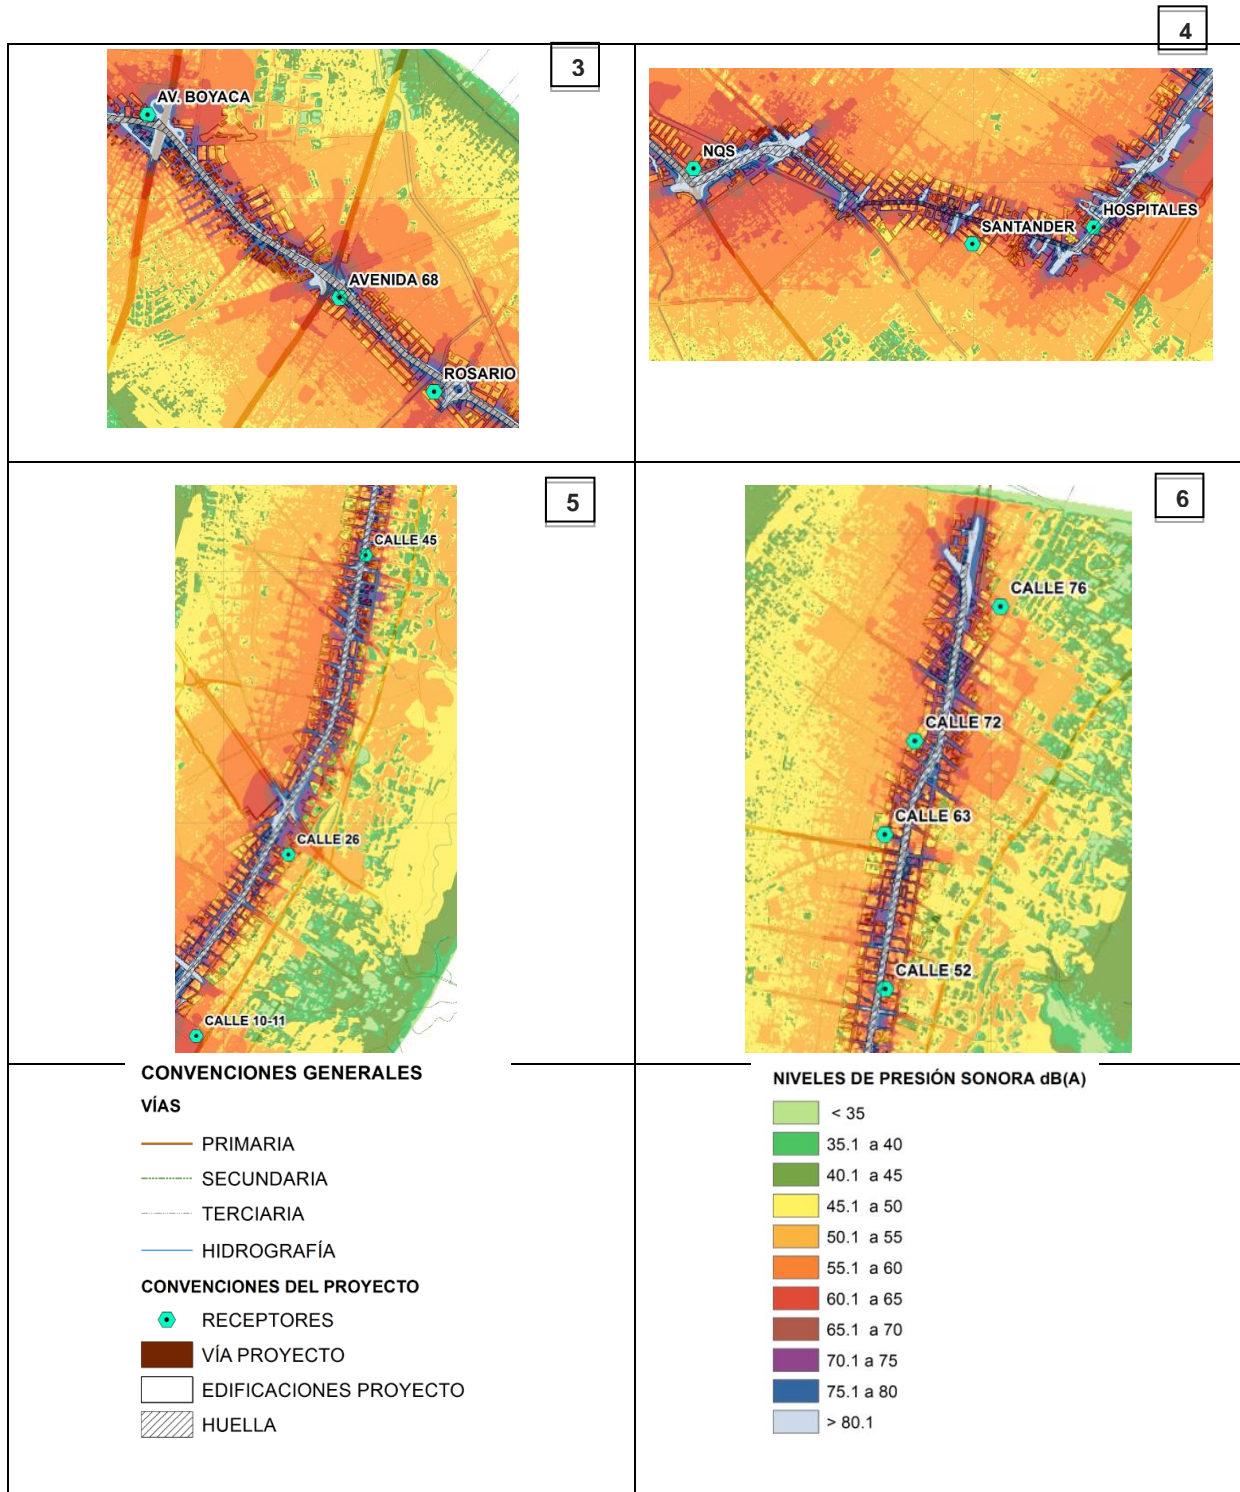 4
3
AV. BOYACA
AVENIDA 68
ROSARIO
NQS
SANTANDER
HOSPITALES
5
CALLE 45
CALLE 26
CALLE 10-11
6
CALLE 76
CALLE 72
CALLE 63
CALLE 52
CONVENCIONES GENERALES
VÍAS
PRIMARIA
SECUNDARIA
TERCIARIA
HIDROGRAFÍA
CONVENCIONES DEL PROYECTO
RECEPTORES
VÍA PROYECTO
EDIFICACIONES PROYECTO
HUELLA
NIVELES DE PRESIÓN SONORA dB(A)
< 35
35.1 a 40
40.1 a 45
45.1 a 50
50.1 a 55
55.1 a 60
60.1 a 65
65.1 a 70
70.1 a 75
75.1 a 80
> 80.1